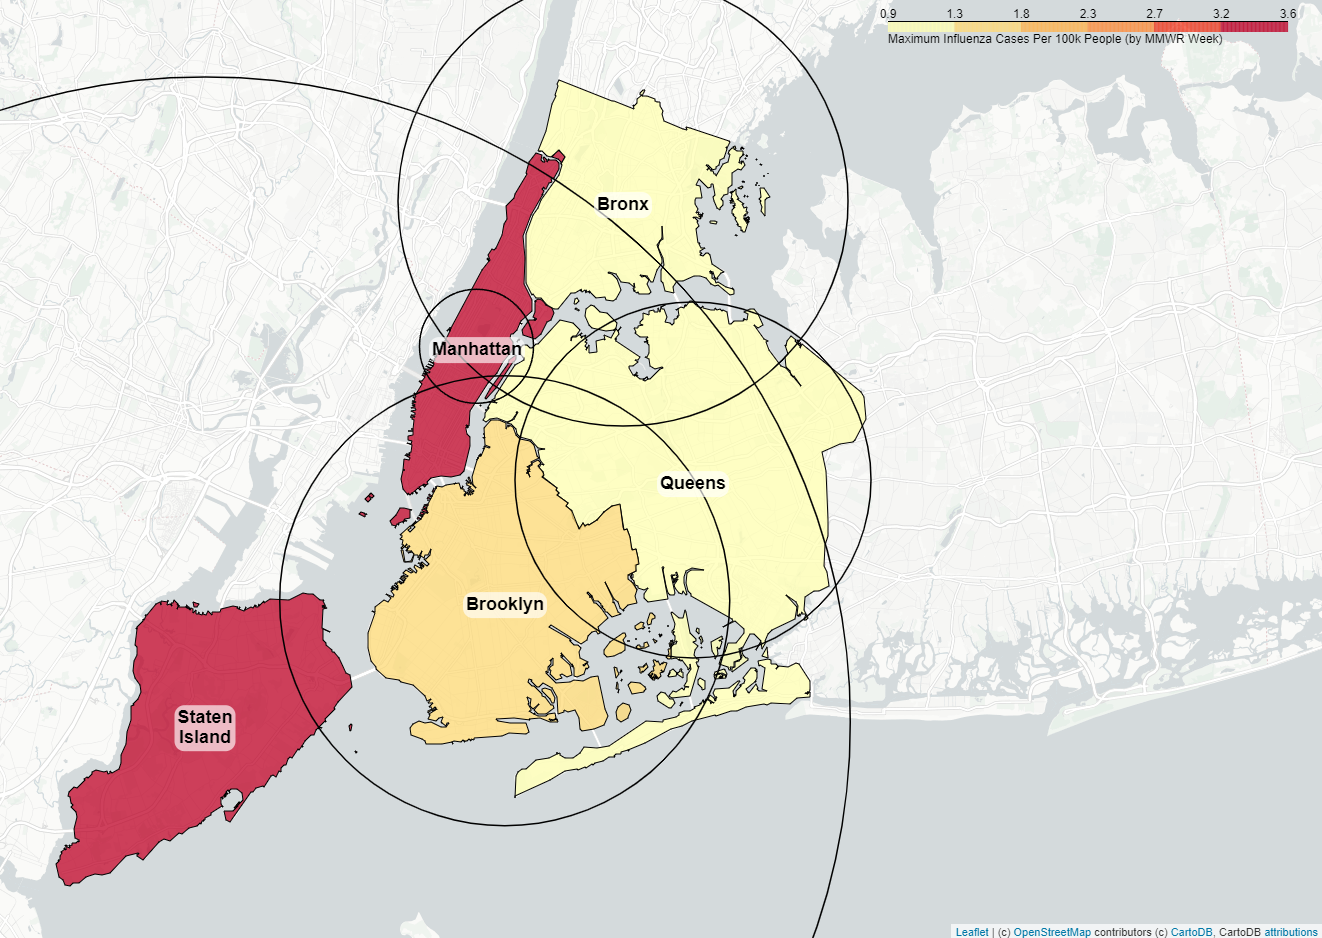 0.9 1.3 1.8 2.3 2.7 3.2 3.6
Maximum Influenza Cases Per 100k People (by MMWR Week)
Bronx
Manhattan
Queens
Brooklyn
Staten
Island
Leaflet | (c) OpenStreetMap contributors (c) CartoDB, CartoDB attributions